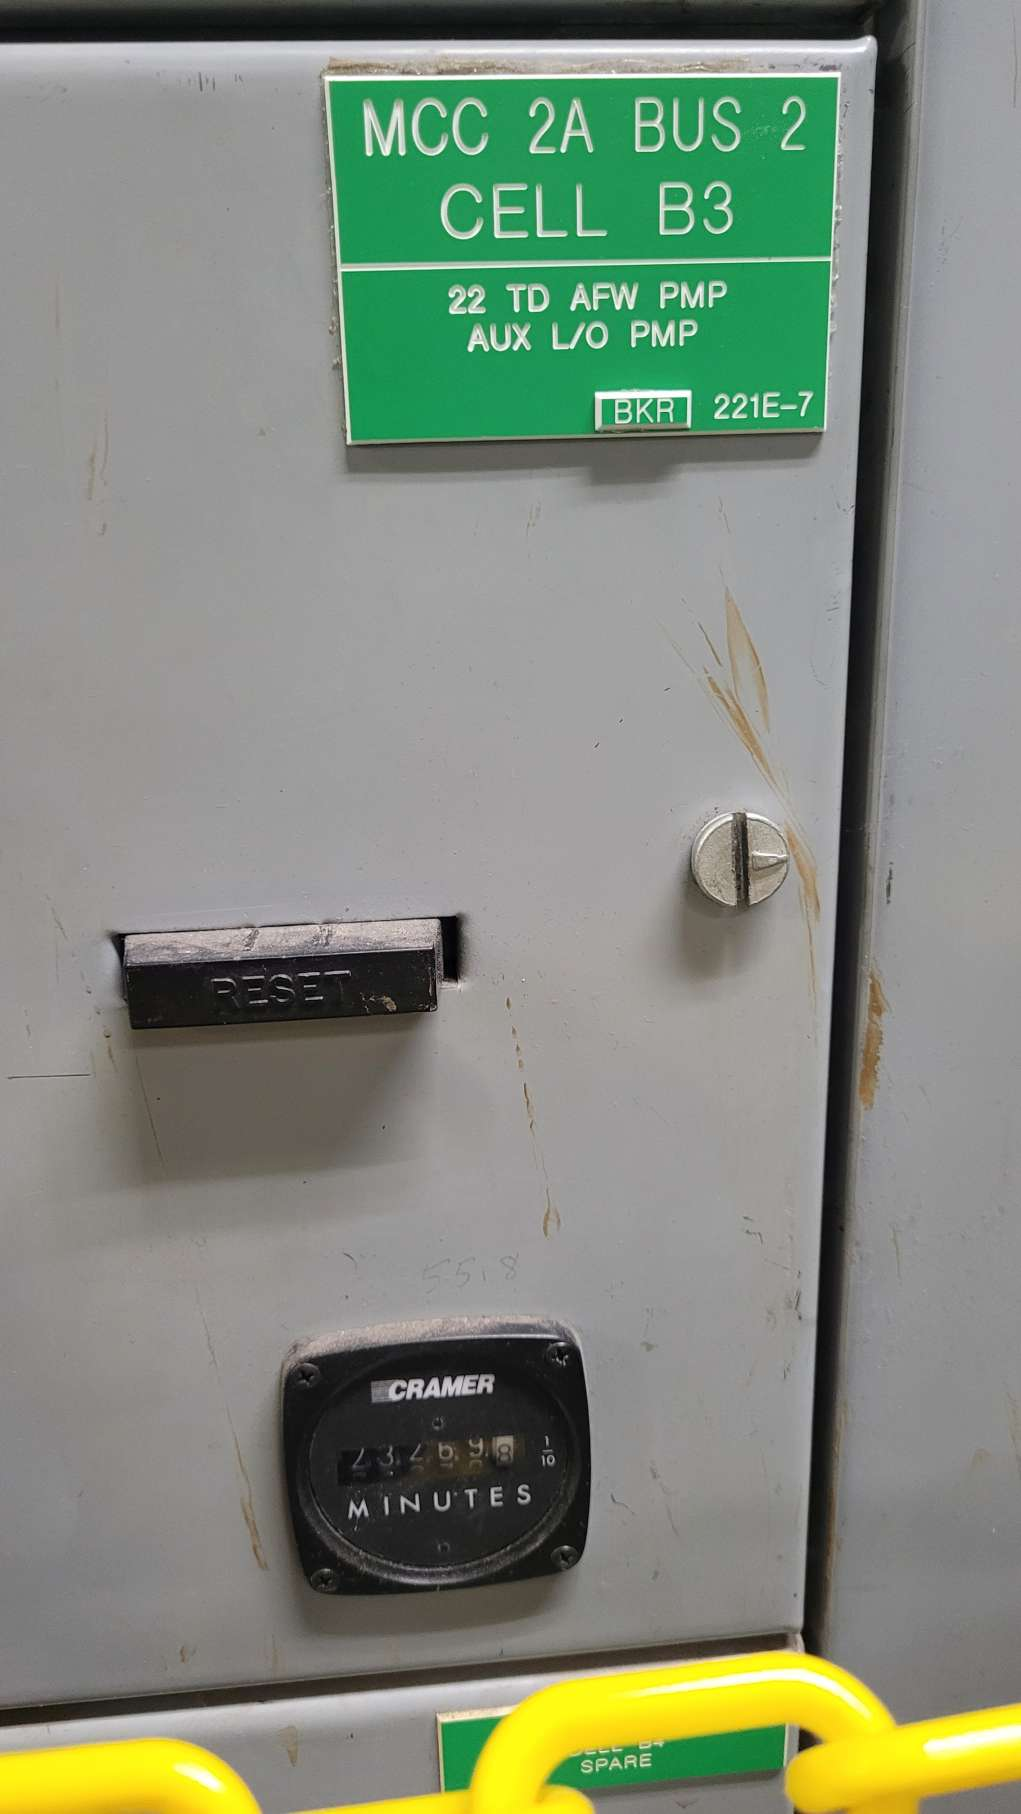 MCC 2A BUS 2
CELL B3
22 TD AFW PMP
AUX L/O PMP
BKR 221E-7
RESET
55.8
CRAMER
698 1/10
MINUTES
SPARE